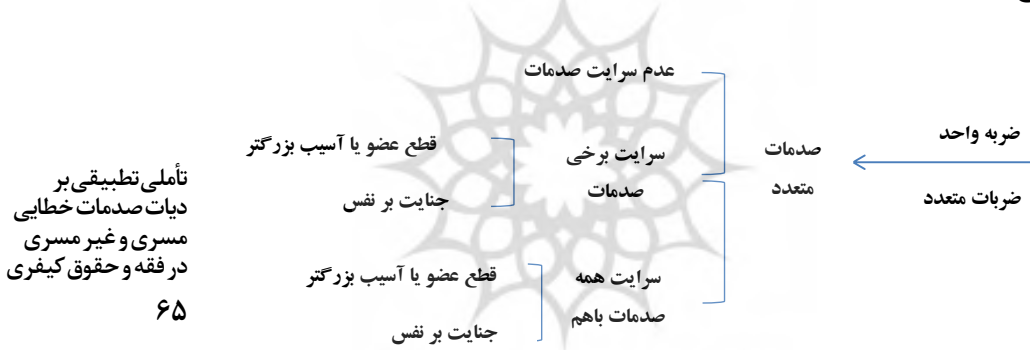 ضربه واحد
ضربات متعدد
صدمات
متعدد
عدم سرایت صدمات
سرایت برخی
صدمات
قطع عضو یا آسیب بزرگتر
جنایت بر نفس
سرایت همه
صدمات باهم
قطع عضو یا آسیب بزرگتر
جنایت بر نفس
تأملی تطبیقی بر
دیات صدمات خطایی
مسری و غیر مسری
در فقه و حقوق کیفری
۶۵